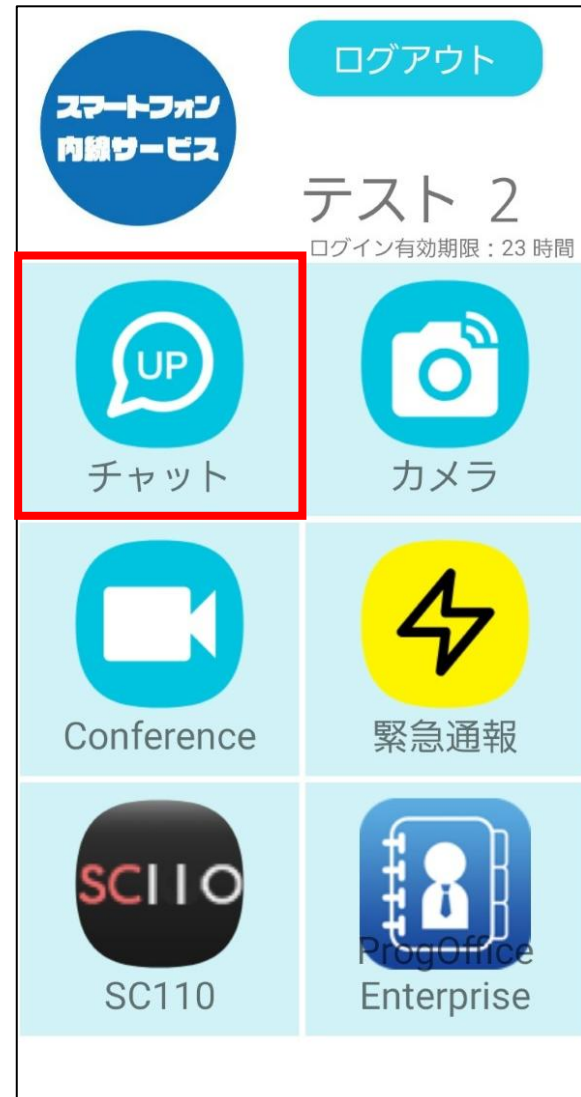 ログアウト
スマートフォン
内線サービス
テスト 2
ログイン有効期限：23 時間
UP
チャット
カメラ
Conference
緊急通報
SC110
SC110
ProgOffice
Enterprise